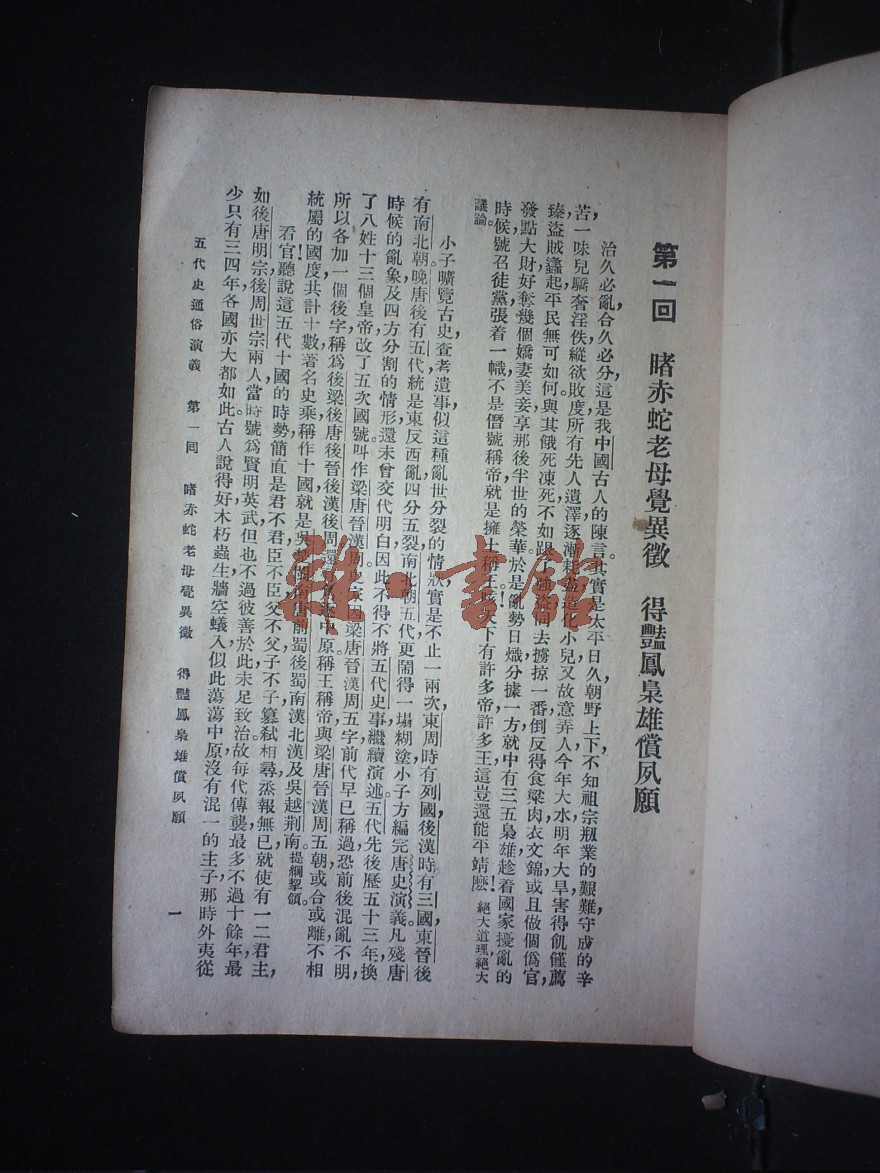 第一回 睹赤蛇老母覺異徵 得豔鳳梟雄償夙願
治久必亂，合久必分，這是我中國古人的陳言。其實是太平日久，朝野上下，不知祖宗剏業的艱難，守成的辛
苦，一味兒驕奢淫佚，縱欲敗度，所有先人遺澤，逐漸耗盡，造化小兒，又故意弄人，今年大水，明年大旱，害得飢饉薦
臻，盜賊蠭起，平民無可如何，與其餓死凍死，不如跟了強盜，同去擄掠一番，倒反得食粱肉，衣文錦，或且做個僞官，
發點大財，好奪幾個嬌妻美妾，享那後半世的榮華。於是亂勢日熾，分據一方，就中有三五梟雄，趁着國家擾亂的
時候，號召徒黨，張着一幟，不是僭號稱帝，就是擁土稱王。天下有許多帝，許多王，這豈還能平靖麽！絕大道理絕大
議論。
小子曠覽古史，查考遺事，似這種亂世分裂的情狀，實是不止一兩次，東周時有列國，後漢時有三國，東晉後
有南北朝，晚唐後有五代，統是東反西亂，四分五裂，南北朝五代，更鬧得一塌糊塗，小子方編完唐史演義，凡殘唐
時候的亂象，及四方分割的情形，還未曾交代明白，因此不得不將五代史事，繼續演述。五代先後歷五十三年，換
了八姓十三個皇帝，改了五次國號，叫作梁唐晉漢周，史家因梁唐晉漢周五字，前代早已稱過，恐前後混亂不明，
所以各加一個後字，稱爲後梁後唐後晉後漢後周。還有角逐中原，稱王稱帝，與梁唐晉漢周五朝，或合或離，不相
統屬的國度，共計十數，著名史乘，稱作十國，就是吳楚閩南唐前蜀後蜀南漢北漢及吳越荆南。提綱挈領。
看官聽說！這五代十國的時勢，簡直是君不君，臣不臣，父不父，子不子，篡弑相尋，烝報無已，就使有一二君主，
如後唐明宗後周世宗兩人，當時號爲賢明英武，但也不過彼善於此，未足致治，故每代傳襲，最多不過十餘年，最
少只有三四年，各國亦大都如此。古人說得好，木朽蟲生，牆空蟻入，似此蕩蕩中原，沒有混一的主子，那時外夷從
五代史通俗演義 第一回 睹赤蛇老母覺異徵 得豔鳳梟雄償夙願 一
書館